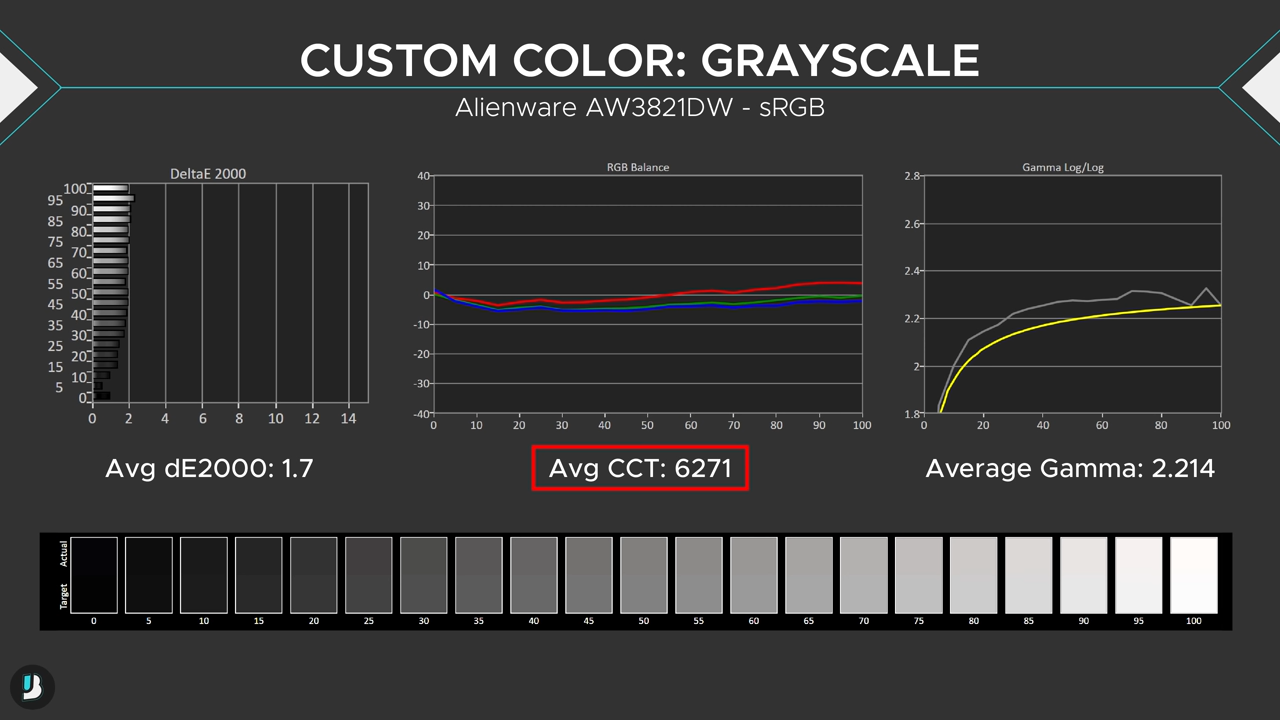 CUSTOM COLOR: GRAYSCALE
Alienware AW3821DW - sRGB
DeltaE 2000
100
95
90
85
80
75
70
65
60
55
50
45
40
35
30
25
20
15
10
5
0
0 2 4 6 8 10 12 14
Avg dE2000: 1.7
RGB Balance
40
30
20
10
0
-10
-20
-30
-40
0 10 20 30 40 50 60 70 80 90 100
Avg CCT: 6271
Gamma Log/Log
2.8
2.6
2.4
2.2
2
1.8
20 40 60 80 100
Average Gamma: 2.214
Actual
Target
0 5 10 15 20 25 30 35 40 45 50 55 60 65 70 75 80 85 90 95 100